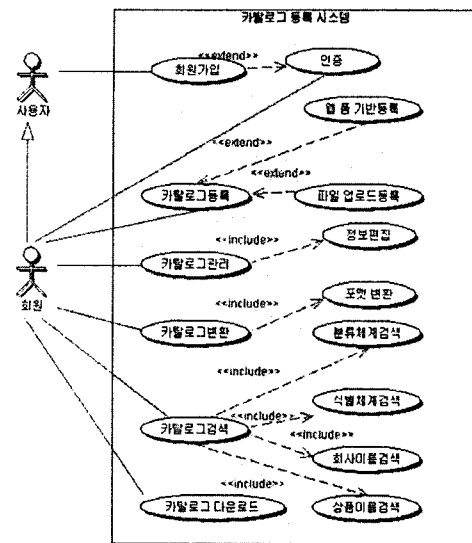 카탈로그 등록 시스템
<<extend>>
회원가입
인증
사용자
웹 폼 기반등록
<<extend>>
<<extend>>
카탈로그등록
파일 업로드등록
<<include>>
정보편집
카탈로그관리
회원
<<include>>
포맷 변환
카탈로그변환
분류체계검색
<<include>>
식별체계검색
<<include>>
카탈로그검색
<<include>>
회사이름검색
<<include>>
카탈로그 다운로드
상품이름검색